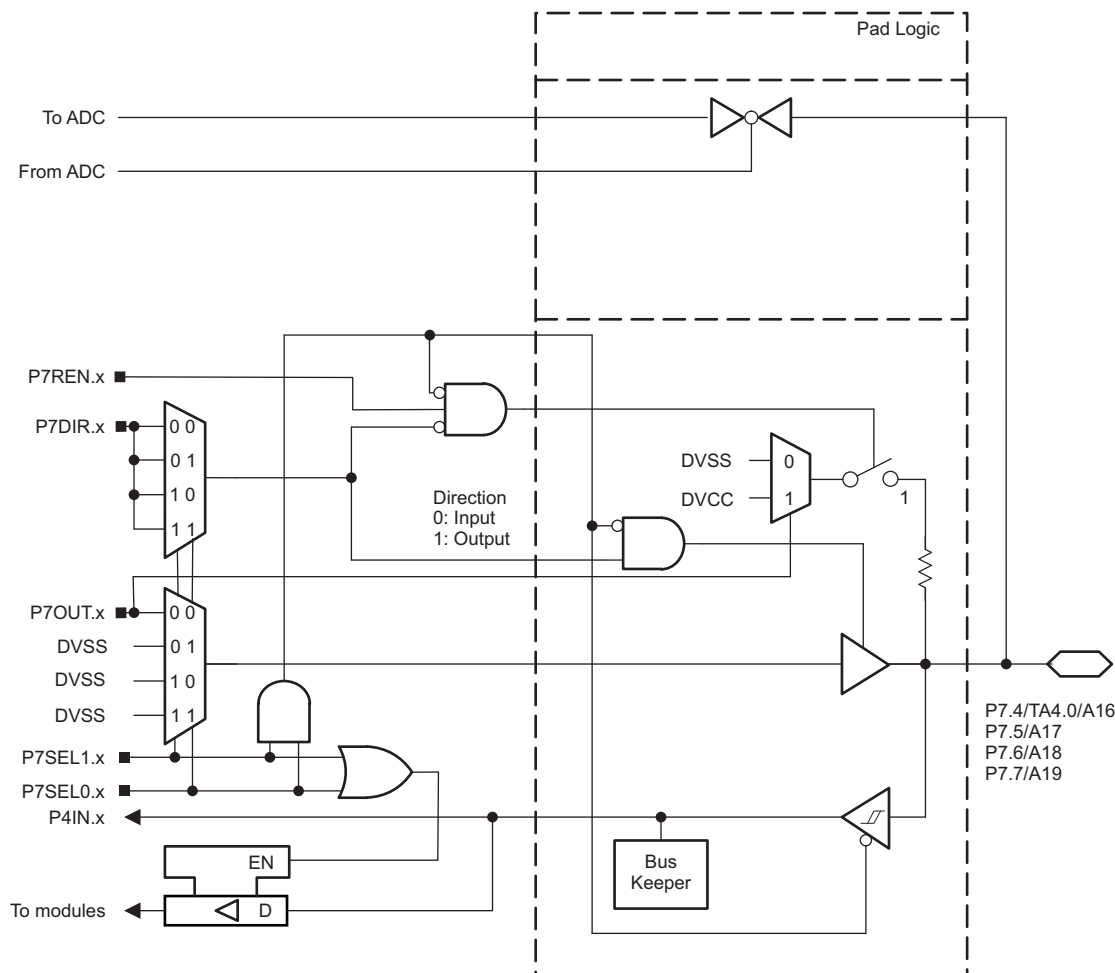 Pad Logic
To ADC
From ADC
P7REN.x
P7DIR.x
0 0
0 1
1 0
1 1
Direction
0: Input
1: Output
DVSS
DVCC
0
1
1
P7OUT.x
DVSS
DVSS
DVSS
0 0
0 1
1 0
1 1
P7SEL1.x
P7SEL0.x
P4IN.x
P7.4/TA4.0/A16
P7.5/A17
P7.6/A18
P7.7/A19
Bus
Keeper
EN
To modules
D